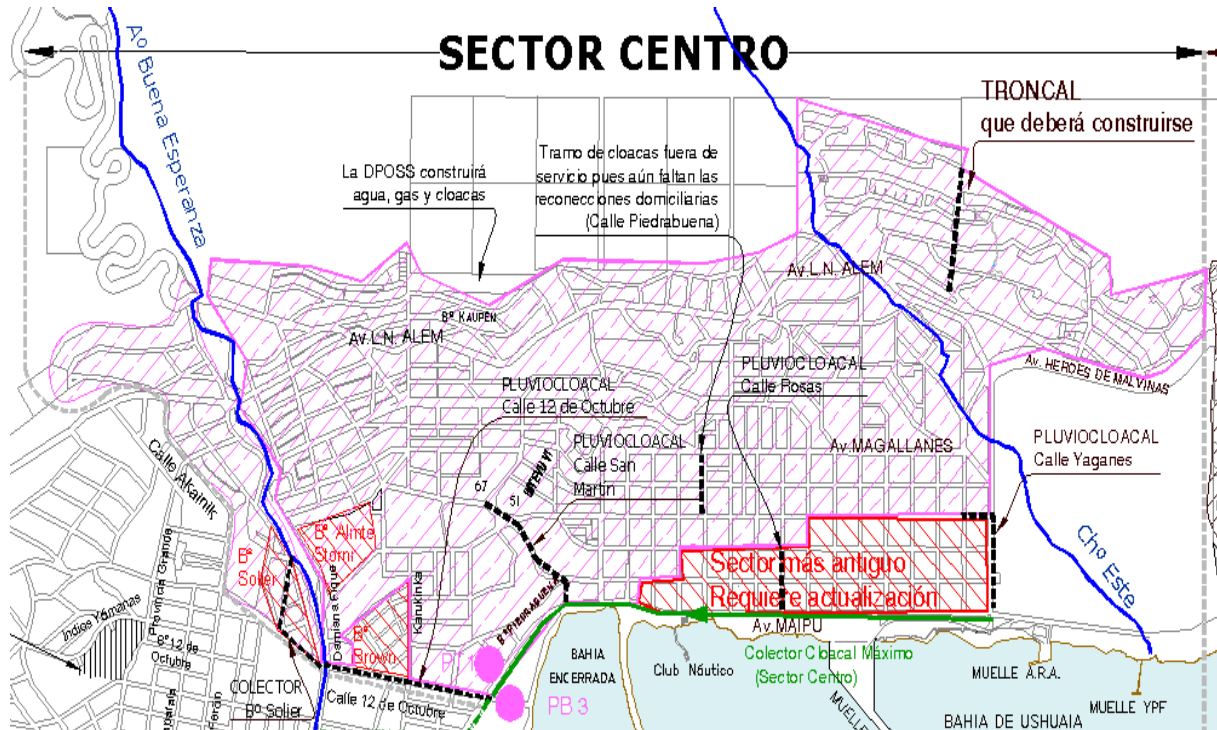 SECTOR CENTRO
Aº Buena Esperanza
TRONCAL
que deberá construirse
Tramo de cloacas fuera de
servicio pues aún faltan las
reconecciones domiciliarias
(Calle Piedrabuena)
La DPOSS construirá
agua, gas y cloacas
Av.L.N. ALEM
Bº KAUPEN
Av.L.N. ALEM
Av. HEROES DE MALVINAS
PLUVIOCLOACAL
Calle Rosas
PLUVIOCLOACAL
Calle 12 de Octubre
PLUVIOCLOACAL
Calle San
Martín
Av.MAGALLANES
PLUVIOCLOACAL
Calle Yaganes
67
51
Calle Akainik
Bº Almte
Storni
Bº
Solier
Provincia Grande
Indios Yámanas
Bº 12 de
Octubre
Perón
Karukinka
Bº
Brown
Sector más antiguo
Requiere actualización
Chº Este
Av.MAIPU
Colector Cloacal Máximo
(Sector Centro)
Club Náutico
BAHIA
ENCERRADA
PB 3
COLECTOR
Bº Solier
Calle 12 de Octubre
MUELLE
MUELLE A.R.A.
MUELLE YPF
BAHIA DE USHUAIA